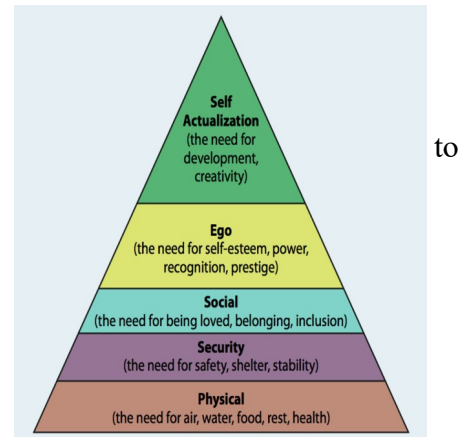 Self
Actualization
(the need for
development,
creativity)
to
Ego
(the need for self-esteem, power,
recognition, prestige)
Social
(the need for being loved, belonging, inclusion)
Security
(the need for safety, shelter, stability)
Physical
(the need for air, water, food, rest, health)